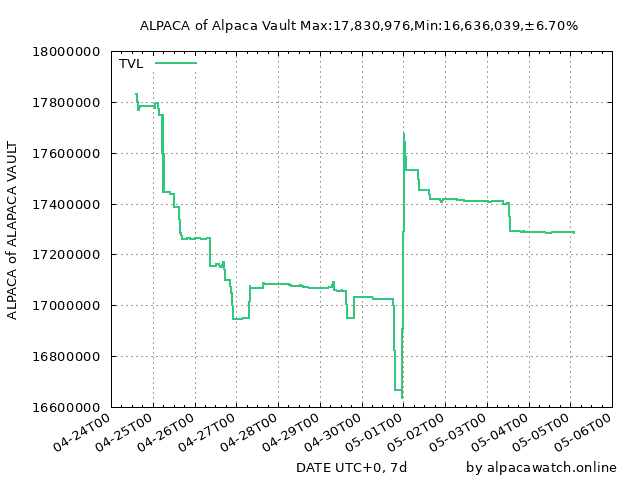 ALPACA of Alpaca Vault Max:17,830,976,Min:16,636,039,±6.70%
18000000
TVL
17800000
17600000
17400000
17200000
17000000
16800000
16600000
ALPACA of ALAPACA VAULT
04-24T00
04-25T00
04-26T00
04-27T00
04-28T00
04-29T00
04-30T00
05-01T00
05-02T00
05-03T00
05-04T00
05-05T00
05-06T00
DATE UTC+0, 7d
by alpacawatch.online